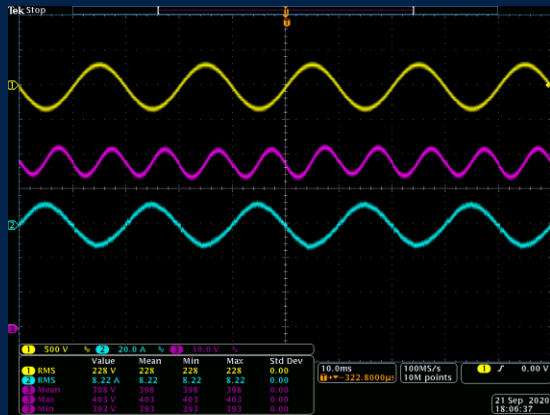 Tek Stop
1
2
3
1 500 V 2 20.0 A 3 10.0 V
Value Mean Min Max Std Dev
1 RMS 228 V 228 228 228 0.00
2 RMS 8.22 A 8.22 8.22 8.22 0.00
3 Mean 398 V 398 398 398 0.00
3 Max 403 V 403 403 403 0.00
3 Min 393 V 393 393 393 0.00
10.0ms
T -322.8000µs
100MS/s
10M points
1 0.00 V
21 Sep 2020
18:06:37